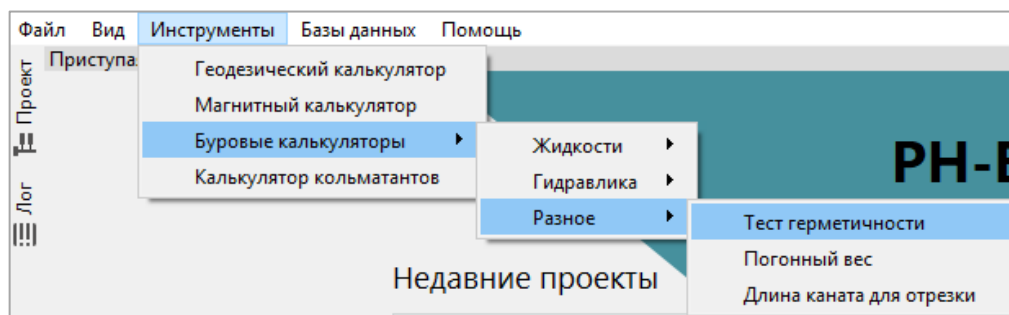 Файл Вид Инструменты Базы данных Помощь
Приступа
Проект
Лог
Геодезический калькулятор
Магнитный калькулятор
Буровые калькуляторы
Калькулятор кольматантов
Жидкости
Гидравлика
Разное
Тест герметичности
Погонный вес
Длина каната для отрезки
РН-Б
Недавние проекты